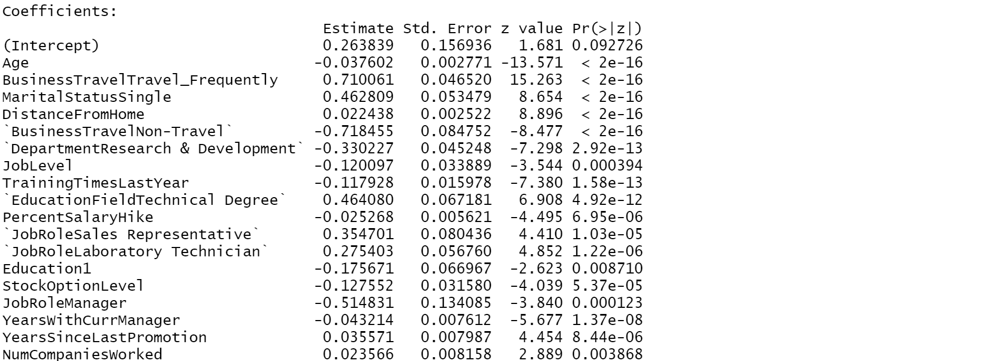 Coefficients:
Estimate Std. Error z value Pr(>|z|)
(Intercept) 0.263839 0.156936 1.681 0.092726
Age -0.037602 0.002771 -13.571 < 2e-16
BusinessTravelTravel_Frequently 0.710061 0.046520 15.263 < 2e-16
MaritalStatusSingle 0.462809 0.053479 8.654 < 2e-16
DistanceFromHome 0.022438 0.002522 8.896 < 2e-16
`BusinessTravelNon-Travel` -0.718455 0.084752 -8.477 < 2e-16
`DepartmentResearch & Development` -0.330227 0.045248 -7.298 2.92e-13
JobLevel -0.120097 0.033889 -3.544 0.000394
TrainingTimesLastYear -0.117928 0.015978 -7.380 1.58e-13
`EducationFieldTechnical Degree` 0.464080 0.067181 6.908 4.92e-12
PercentSalaryHike -0.025268 0.005621 -4.495 6.95e-06
`JobRoleSales Representative` 0.354701 0.080436 4.410 1.03e-05
`JobRoleLaboratory Technician` 0.275403 0.056760 4.852 1.22e-06
Education1 -0.175671 0.066967 -2.623 0.008710
StockOptionLevel -0.127552 0.031580 -4.039 5.37e-05
JobRoleManager -0.514831 0.134085 -3.840 0.000123
YearsWithCurrManager -0.043214 0.007612 -5.677 1.37e-08
YearsSinceLastPromotion 0.035571 0.007987 4.454 8.44e-06
NumCompaniesWorked 0.023566 0.008158 2.889 0.003868